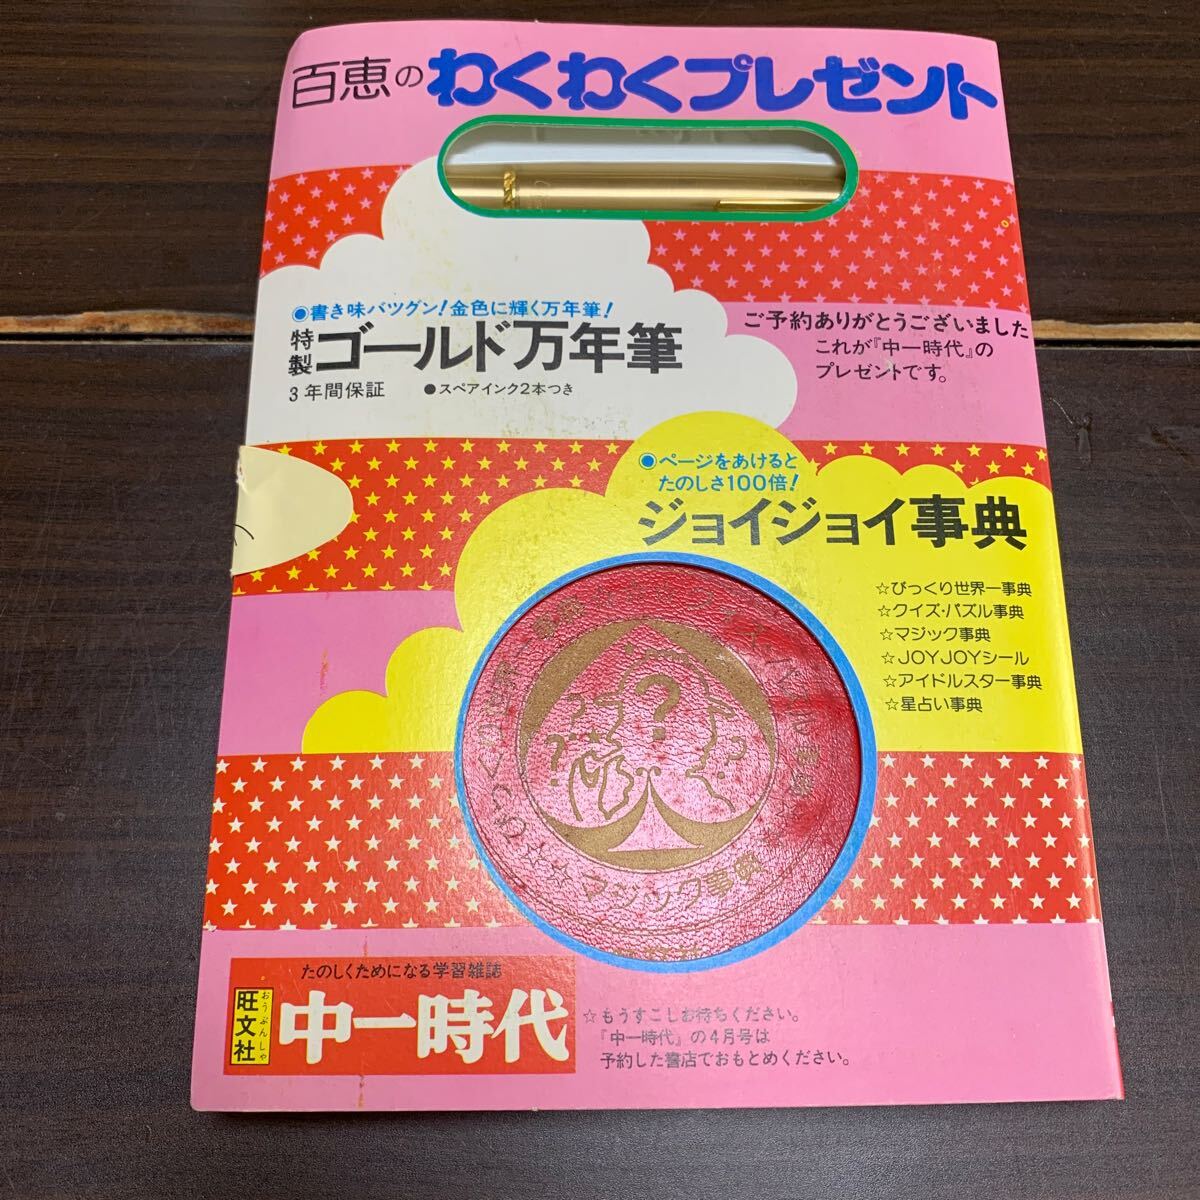 百恵のわくわくプレゼント
●書き味バツグン!金色に輝く万年筆!
特製ゴールド万年筆
3年間保証 ●スペアインク2本つき
ご予約ありがとうございました
これが『中一時代』の
プレゼントです。
●ページをあけると
たのしさ100倍!
ジョイジョイ事典
☆びっくり世界一事典
☆クイズ・パズル事典
☆マジック事典
☆JOYJOYシール
☆アイドルスター事典
☆星占い事典
マジック事典
たのしくためになる学習雑誌
おうぶんしゃ
旺文社
中一時代
☆もうすこしお待ちください。
『中一時代』の4月号は
予約した書店でおもとめください。